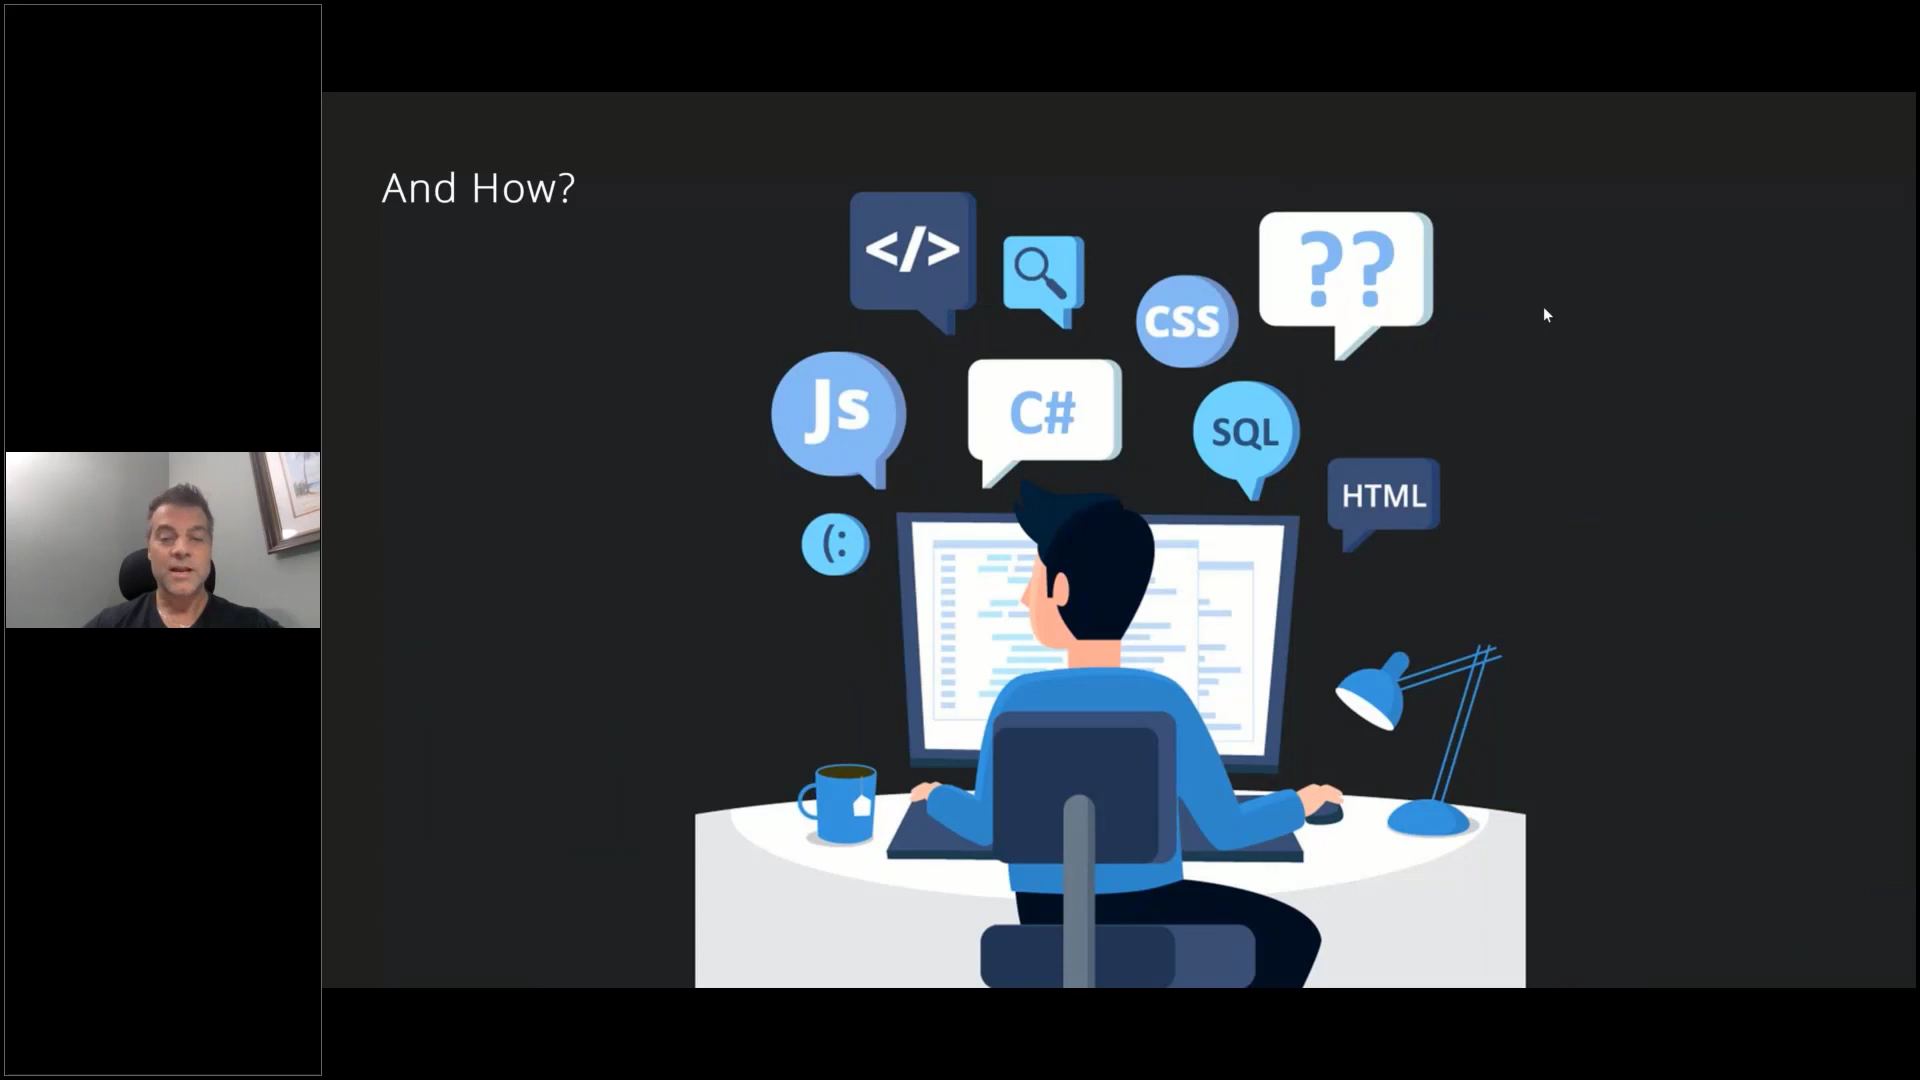 And How?
</>
??
CSS
Js
C#
SQL
HTML
(: